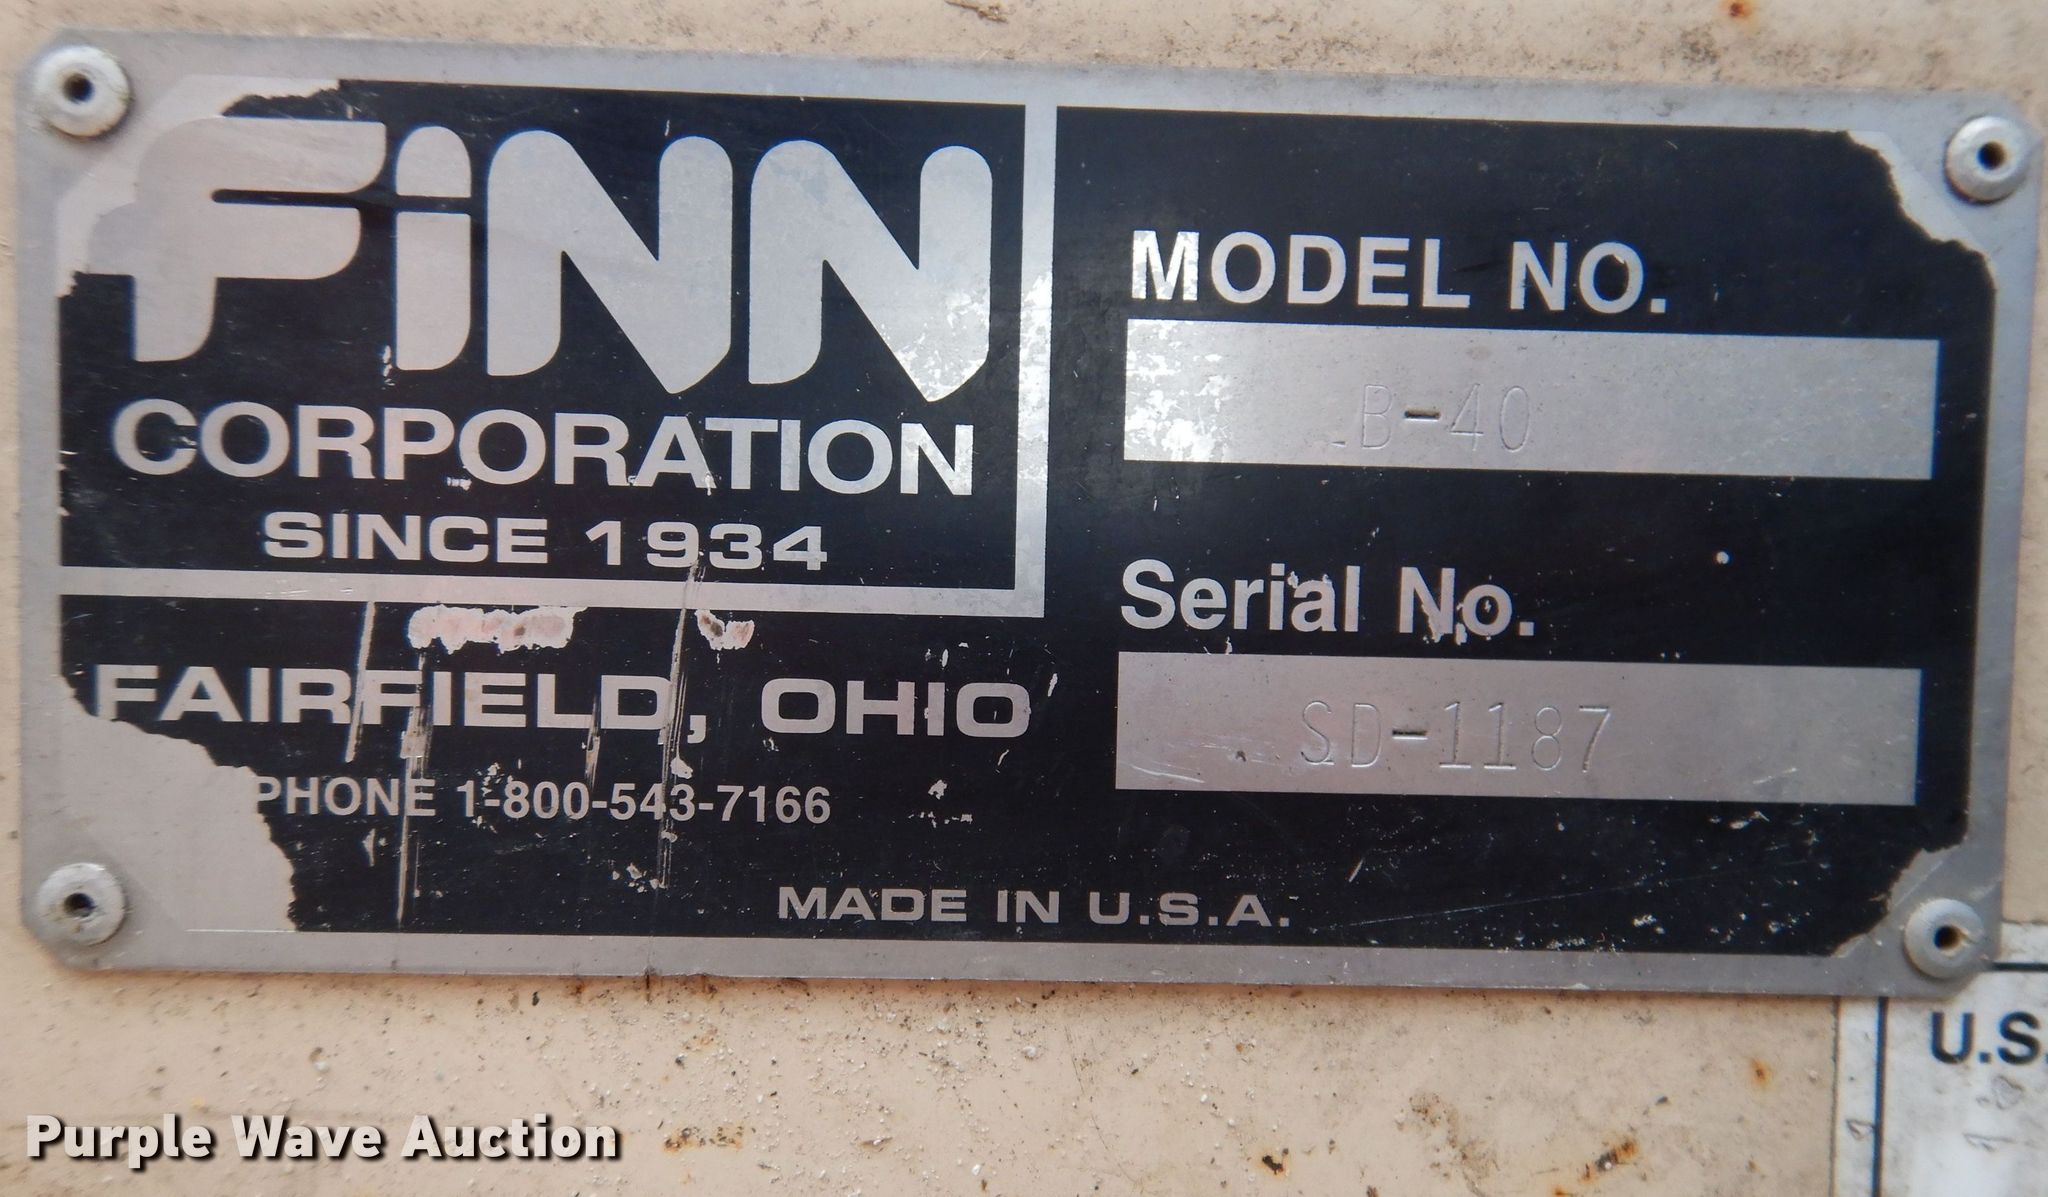 FINN
CORPORATION
SINCE 1934
FAIRFIELD, OHIO
PHONE 1-800-543-7166
MADE IN U.S.A.
MODEL NO.
B-40
Serial No.
SD-1187
U.S.
Purple Wave Auction